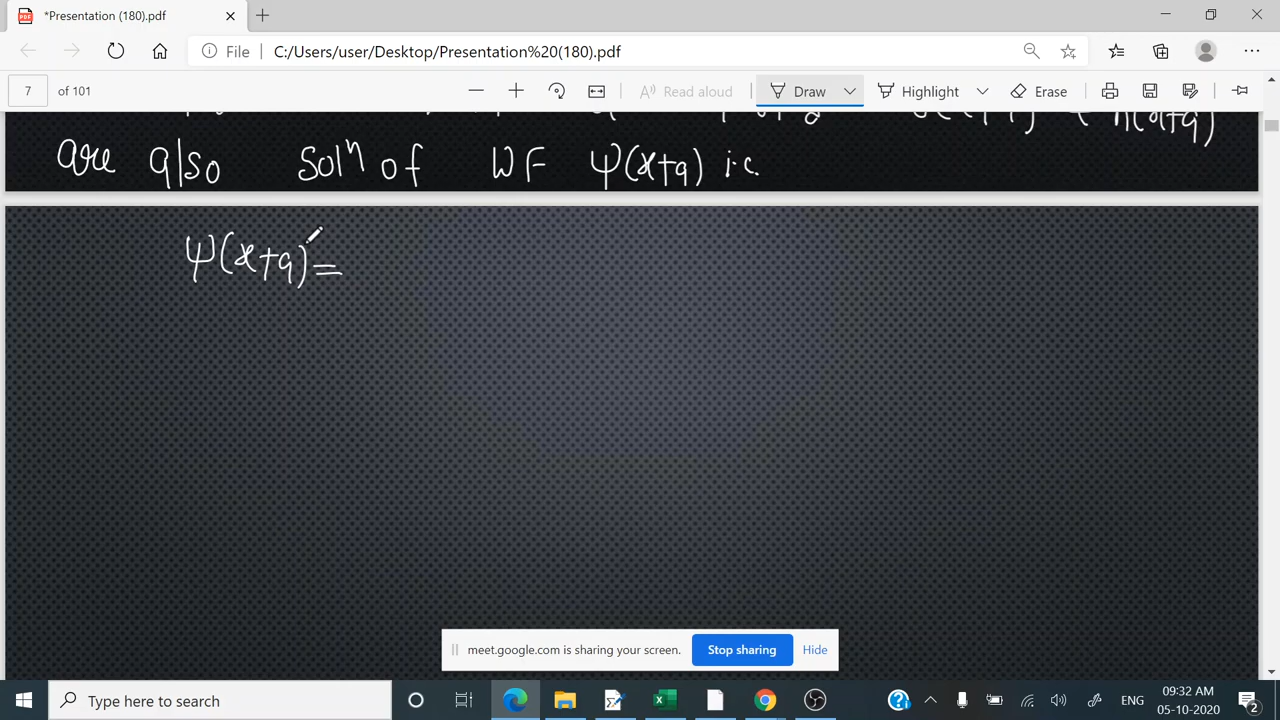 *Presentation (180).pdf
File C:/Users/user/Desktop/Presentation%20(180).pdf
7 of 101 Read aloud Draw Highlight Erase
are also Solⁿ of WF ψ(x+a) i.e.
ψ(x+a)=
meet.google.com is sharing your screen. Stop sharing Hide
Type here to search
ENG
09:32 AM
05-10-2020
2